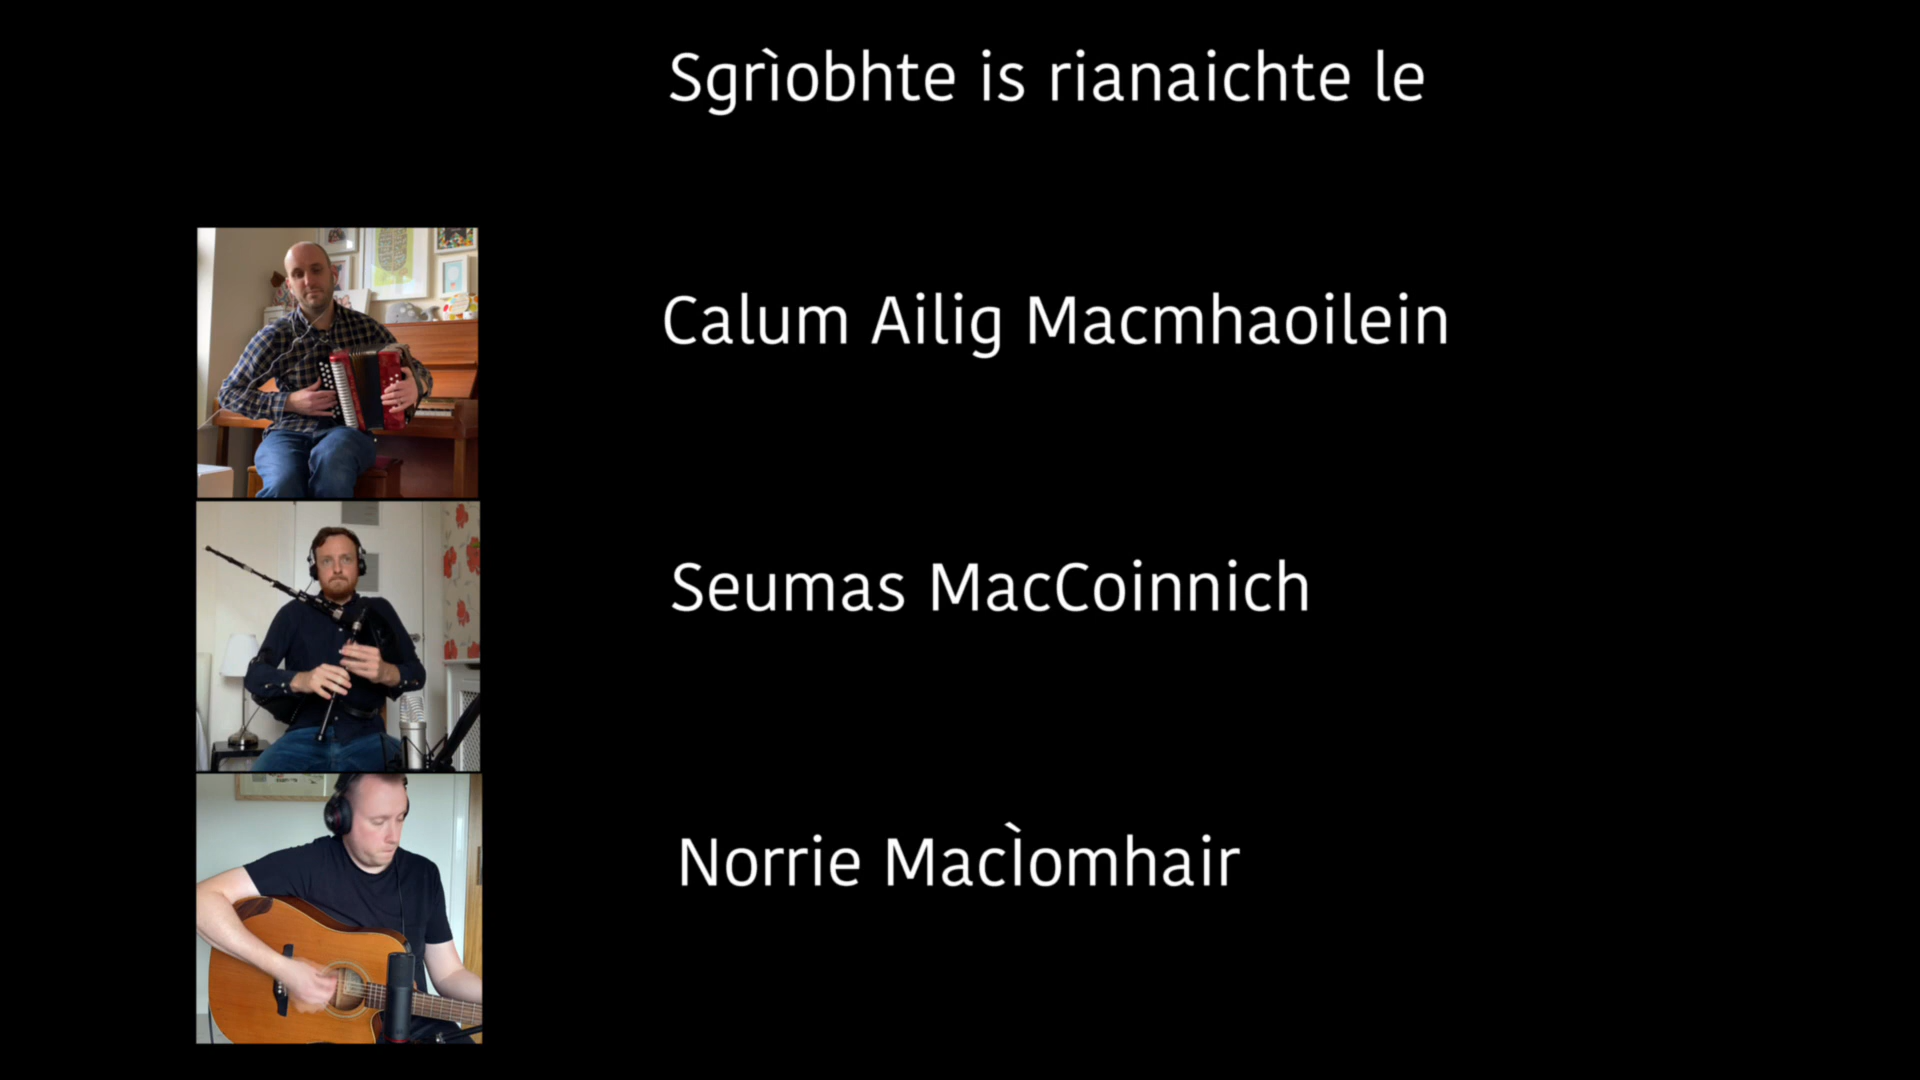 Sgrìobhte is rianaichte le
Calum Ailig Macmhaoilein
Seumas MacCoinnich
Norrie MacÌomhair